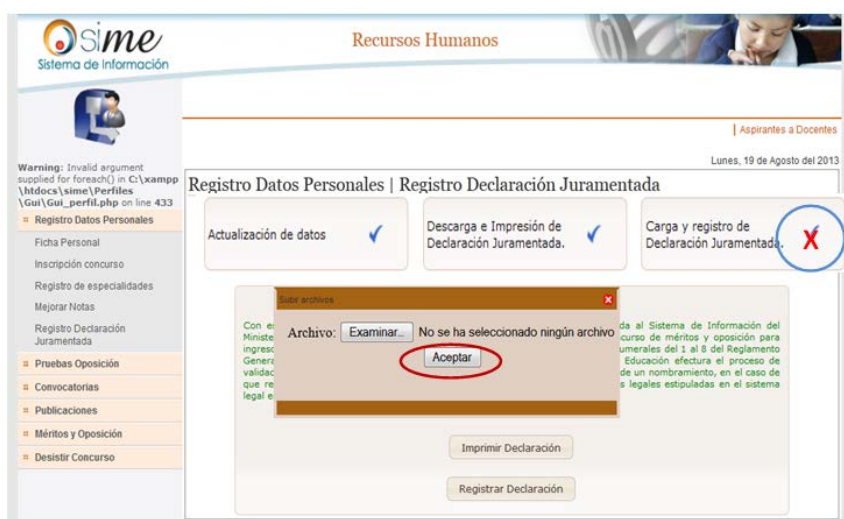 sime
Sistema de Información
Recursos Humanos
Aspirantes a Docentes
Lunes, 19 de Agosto del 2013
Warning: Invalid argument
supplied for foreach() in C:\xampp
\htdocs\sime\Perfiles
\Gui\Gui_perfil.php on line 433
Registro Datos Personales
Ficha Personal
Inscripción concurso
Registro de especialidades
Mejorar Notas
Registro Declaración
Juramentada
Pruebas Oposición
Convocatorias
Publicaciones
Méritos y Oposición
Desistir Concurso
Registro Datos Personales | Registro Declaración Juramentada
Actualización de datos
Descarga e Impresión de
Declaración Juramentada.
Carga y registro de
Declaración Juramentada.
X
Subir archivos
Archivo: Examinar... No se ha seleccionado ningún archivo
Aceptar
Con
da al Sistema de Información del
Ministe
curso de méritos y oposición para
ingreso
umerales del 1 al 8 del Reglamento
Genera
Educación efectura el proceso de
validac
de un nombramiento, en el caso de
que re
s legales estipuladas en el sistema
legal e
Imprimir Declaración
Registrar Declaración